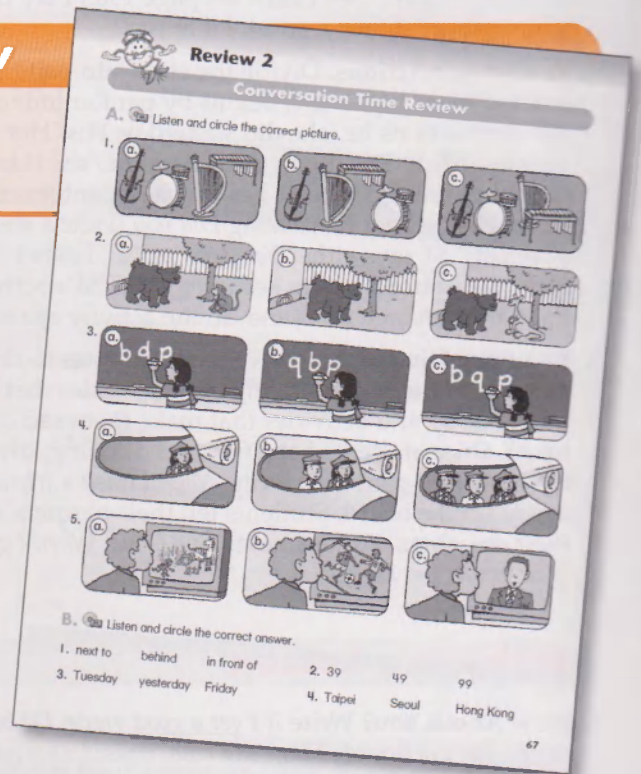 Review 2
Conversation Time Review
A. Listen and circle the correct picture.
1. a. b. c.
2. a. b. c.
3. a. b d p b. q b p c. b q p
4. a. b. c.
5. a. b. c.
B. Listen and circle the correct answer.
1. next to behind in front of 2. 39 49 99
3. Tuesday yesterday Friday 4. Taipei Seoul Hong Kong
67